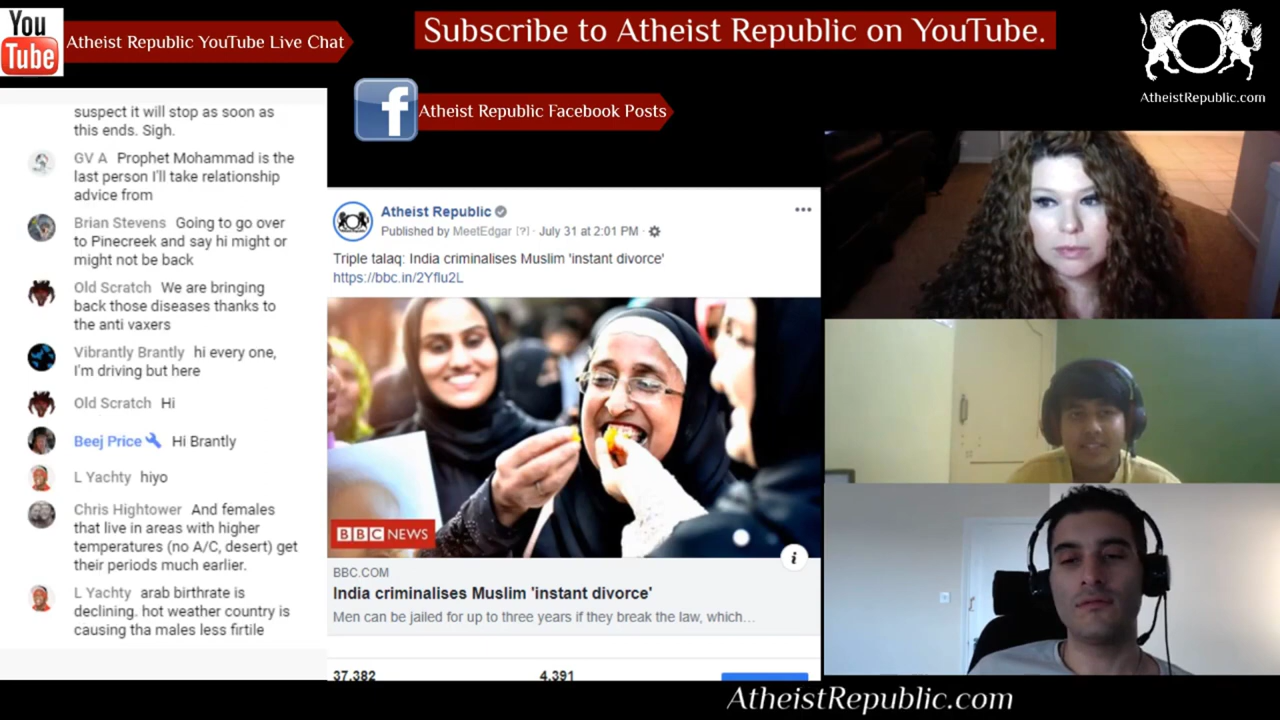 You
Tube
Atheist Republic YouTube Live Chat
Subscribe to Atheist Republic on YouTube.
AtheistRepublic.com
f
Atheist Republic Facebook Posts
suspect it will stop as soon as
this ends. Sigh.
GV A Prophet Mohammad is the
last person I'll take relationship
advice from
Brian Stevens Going to go over
to Pinecreek and say hi might or
might not be back
Old Scratch We are bringing
back those diseases thanks to
the anti vaxers
Vibrantly Brantly hi every one,
I'm driving but here
Old Scratch Hi
Beej Price Hi Brantly
L Yachty hiyo
Chris Hightower And females
that live in areas with higher
temperatures (no A/C, desert) get
their periods much earlier.
L Yachty arab birthrate is
declining. hot weather country is
causing tha males less firtile
Atheist Republic
Published by MeetEdgar [?] · July 31 at 2:01 PM ·
Triple talaq: India criminalises Muslim 'instant divorce'
https://bbc.in/2Yflu2L
BBC NEWS
i
BBC.COM
India criminalises Muslim 'instant divorce'
Men can be jailed for up to three years if they break the law, which…
37,382 4,391
AtheistRepublic.com